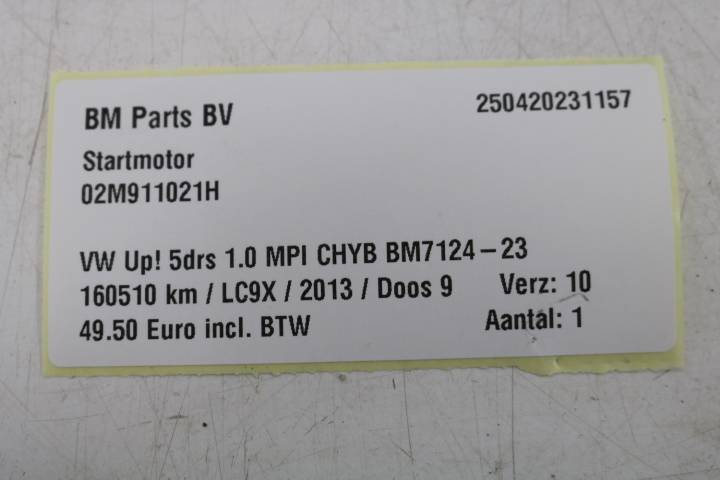 BM Parts BV 250420231157
Startmotor
02M911021H
VW Up! 5drs 1.0 MPI CHYB BM7124-23
160510 km / LC9X / 2013 / Doos 9 Verz: 10
49.50 Euro incl. BTW Aantal: 1